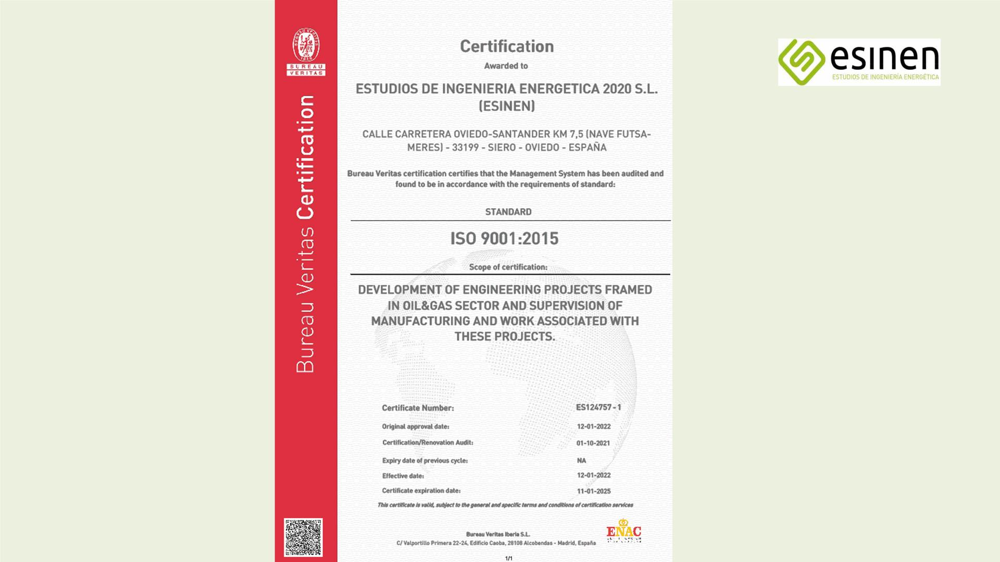 BUREAU VERITAS
BUREAU
VERITAS
Bureau Veritas Certification
Certification
Awarded to
ESTUDIOS DE INGENIERIA ENERGETICA 2020 S.L.
(ESINEN)
CALLE CARRETERA OVIEDO-SANTANDER KM 7,5 (NAVE FUTSA-
MERES) - 33199 - SIERO - OVIEDO - ESPAÑA
Bureau Veritas certification certifies that the Management System has been audited and
found to be in accordance with the requirements of standard:
STANDARD
ISO 9001:2015
Scope of certification:
DEVELOPMENT OF ENGINEERING PROJECTS FRAMED
IN OIL&GAS SECTOR AND SUPERVISION OF
MANUFACTURING AND WORK ASSOCIATED WITH
THESE PROJECTS.
Certificate Number: ES124757 - 1
Original approval date: 12-01-2022
Certification/Renovation Audit: 01-10-2021
Expiry date of previous cycle: NA
Effective date: 12-01-2022
Certificate expiration date: 11-01-2025
This certificate is valid, subject to the general and specific terms and conditions of certification services
Bureau Veritas Iberia S.L.
C/ Valportillo Primera 22-24, Edificio Caoba, 28108 Alcobendas - Madrid, España
ENAC
1/1
esinen
ESTUDIOS DE INGENIERÍA ENERGÉTICA